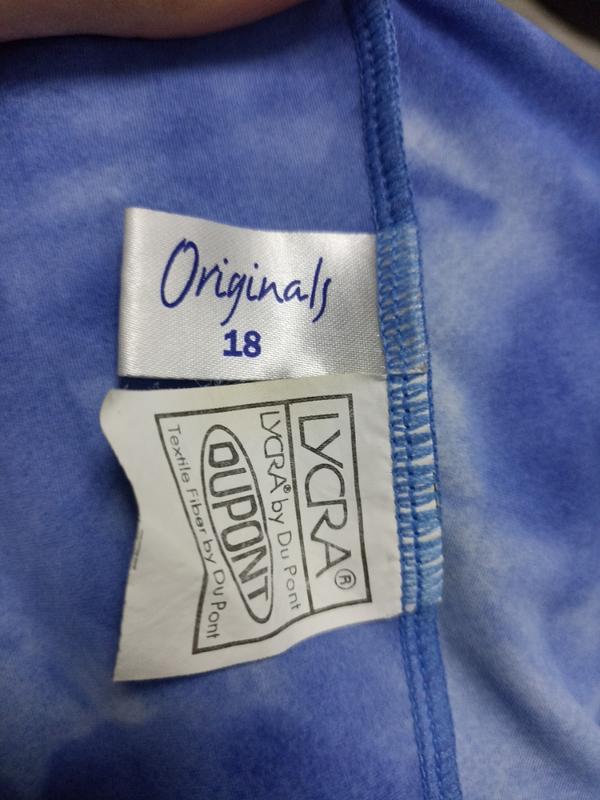 Originals
18
LYCRA®
LYCRA® by Du Pont
DUPONT
Textile Fiber by Du Pont